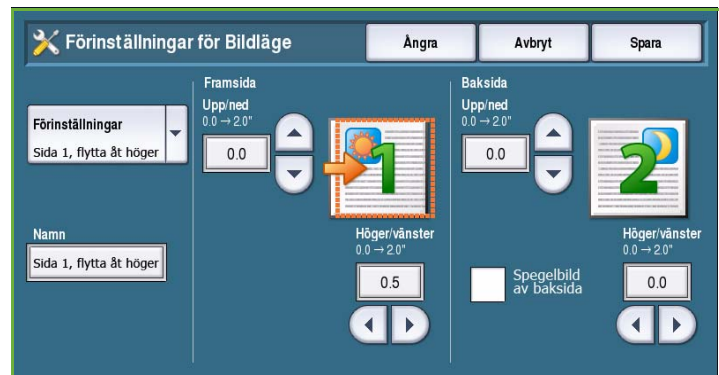 Förinställningar för Bildläge
Ångra
Avbryt
Spara
Förinställningar
Sida 1, flytta åt höger
Namn
Sida 1, flytta åt höger
Framsida
Upp/ned
0.0 → 2.0"
0.0
1
Höger/vänster
0.0 → 2.0"
0.5
Baksida
Upp/ned
0.0 → 2.0"
0.0
2
Spegelbild
av baksida
Höger/vänster
0.0 → 2.0"
0.0